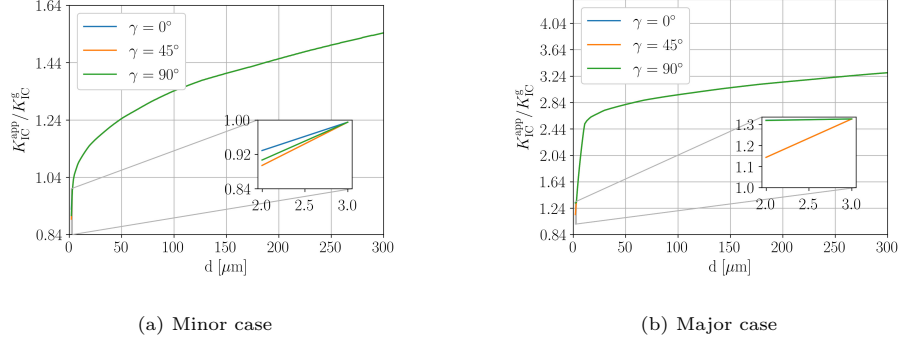 1.64
1.44
1.24
1.04
0.84
K_IC^app/K_IC^g
γ = 0°
γ = 45°
γ = 90°
1.00
0.92
0.84
2.0 2.5 3.0
0 50 100 150 200 250 300
d [μm]
(a) Minor case
4.04
3.64
3.24
2.84
2.44
2.04
1.64
1.24
0.84
K_IC^app/K_IC^g
γ = 0°
γ = 45°
γ = 90°
1.3
1.2
1.1
1.0
2.0 2.5 3.0
0 50 100 150 200 250 300
d [μm]
(b) Major case